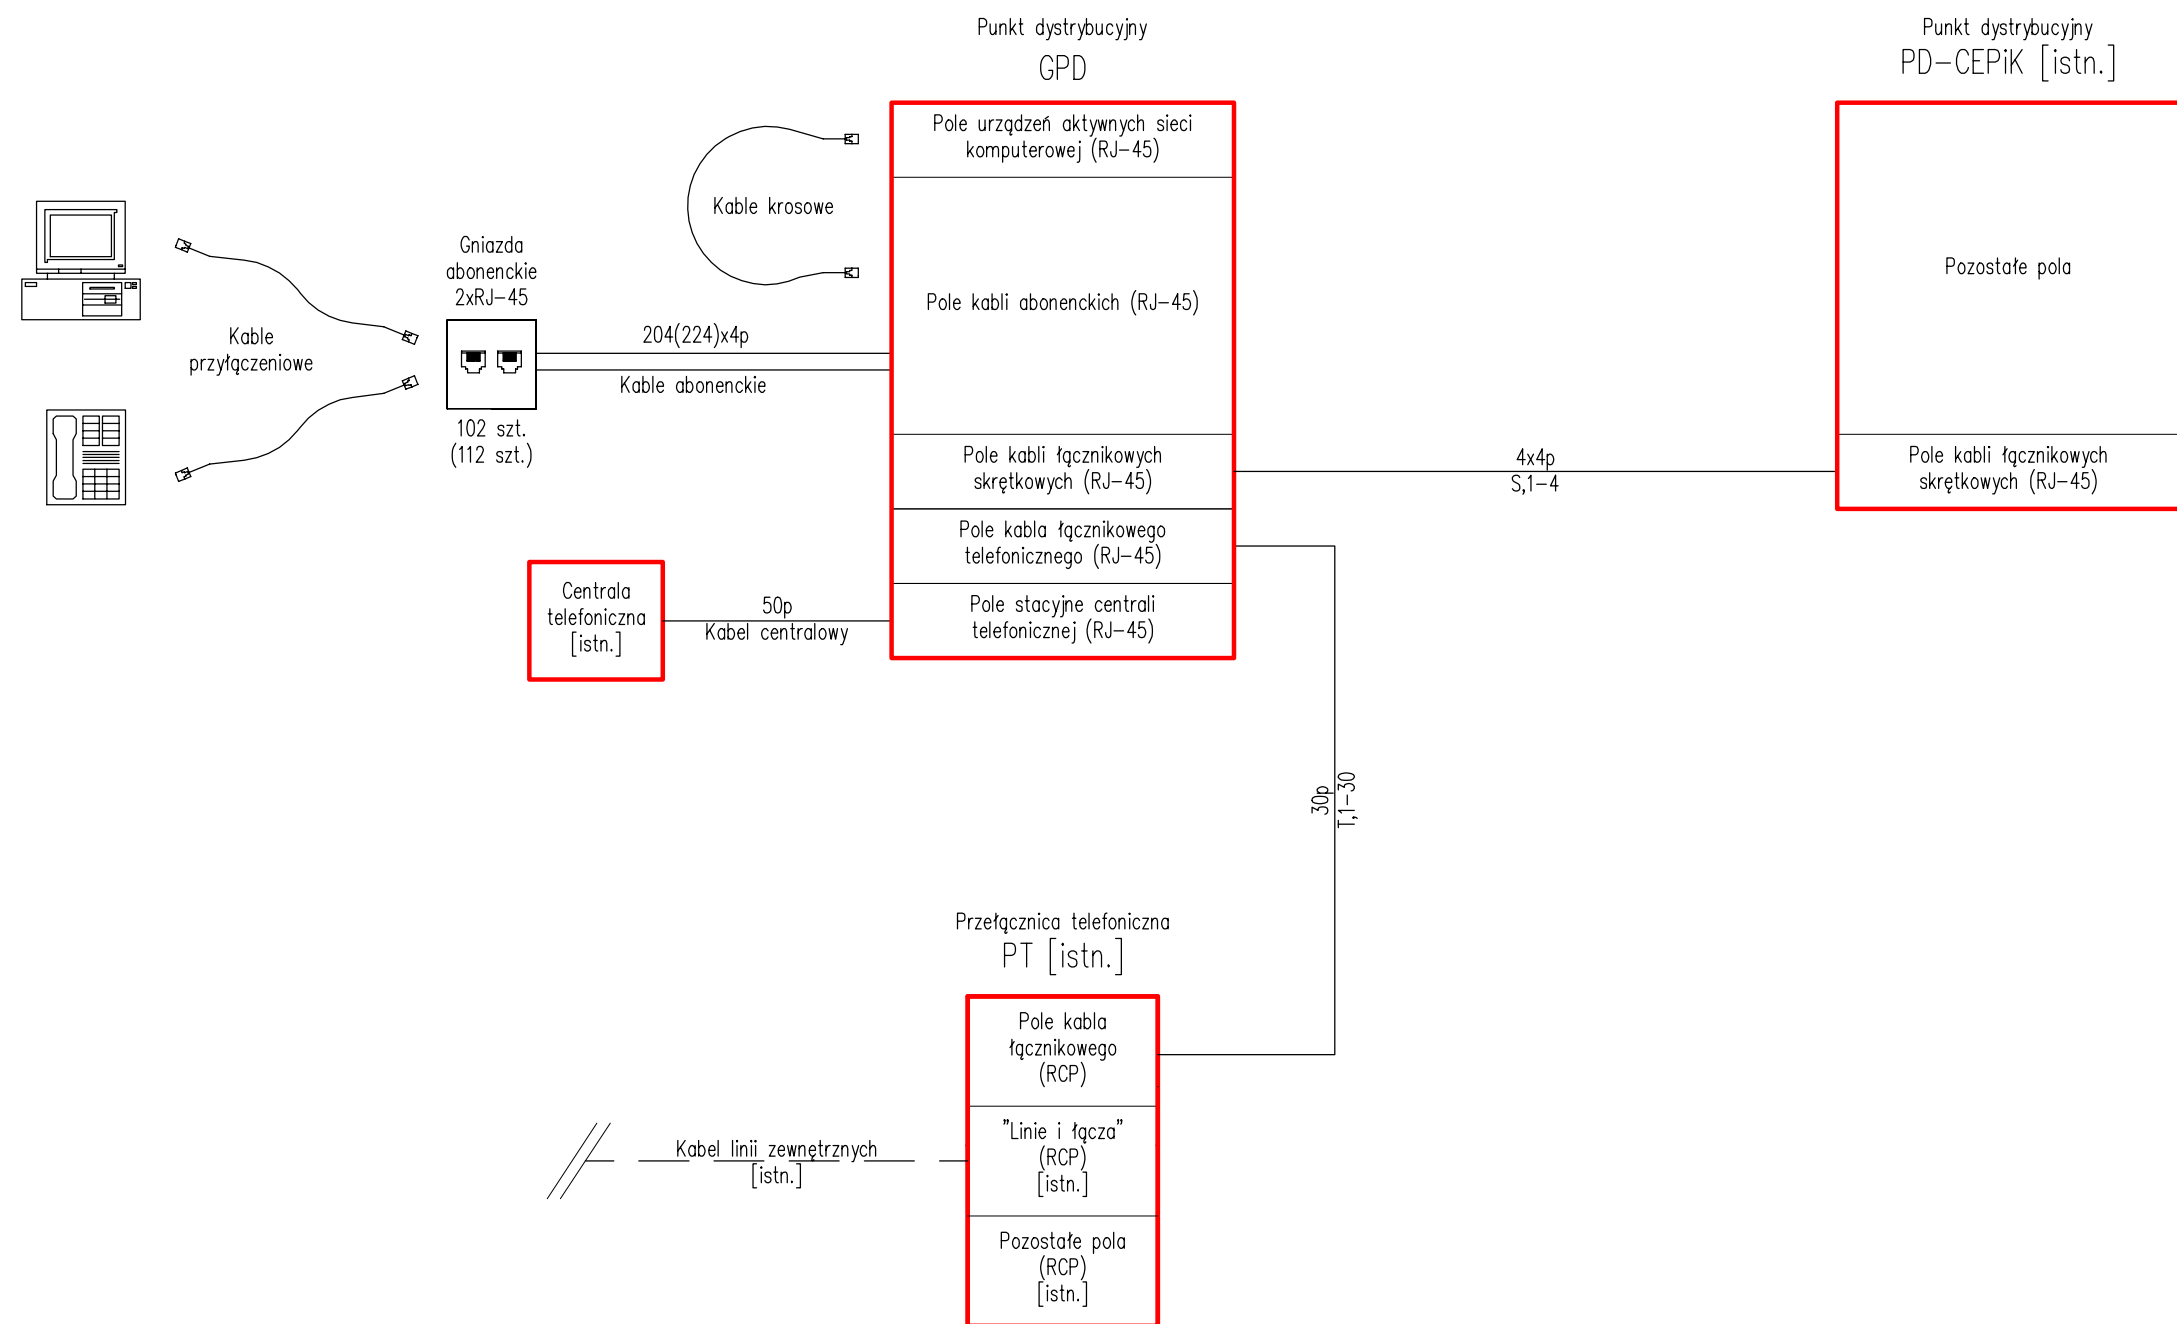 Punkt dystrybucyjny
GPD
Punkt dystrybucyjny
PD-CEPiK [istn.]
Pole urządzeń aktywnych sieci
komputerowej (RJ-45)
Kable krosowe
Pole kabli abonenckich (RJ-45)
Pozostałe pola
Gniazda
abonenckie
2xRJ-45
Kable
przyłączeniowe
204(224)x4p
Kable abonenckie
102 szt.
(112 szt.)
Pole kabli łącznikowych
skrętkowych (RJ-45)
4x4p
S,1-4
Pole kabli łącznikowych
skrętkowych (RJ-45)
Pole kabla łącznikowego
telefonicznego (RJ-45)
Centrala
telefoniczna
[istn.]
50p
Kabel centralowy
Pole stacyjne centrali
telefonicznej (RJ-45)
30p
T,1-30
Przełącznica telefoniczna
PT [istn.]
Pole kabla
łącznikowego
(RCP)
"Linie i łącza"
(RCP)
[istn.]
Kabel linii zewnętrznych
[istn.]
Pozostałe pola
(RCP)
[istn.]